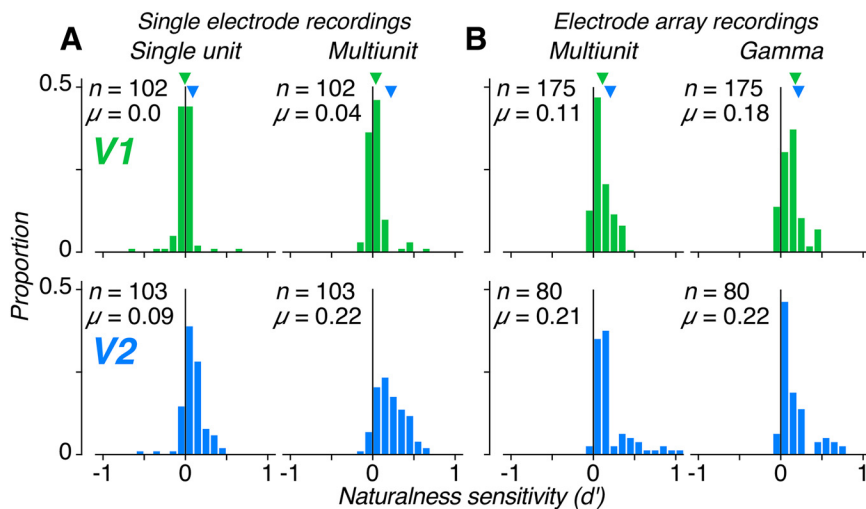 A
Single electrode recordings
Single unit
Multiunit
B
Electrode array recordings
Multiunit
Gamma
Proportion
0.5
0
n = 102
μ = 0.0
V1
n = 102
μ = 0.04
n = 175
μ = 0.11
n = 175
μ = 0.18
0.5
0
n = 103
μ = 0.09
V2
n = 103
μ = 0.22
n = 80
μ = 0.21
n = 80
μ = 0.22
-1 0 1
-1 0 1
-1 0 1
-1 0 1
Naturalness sensitivity (d')